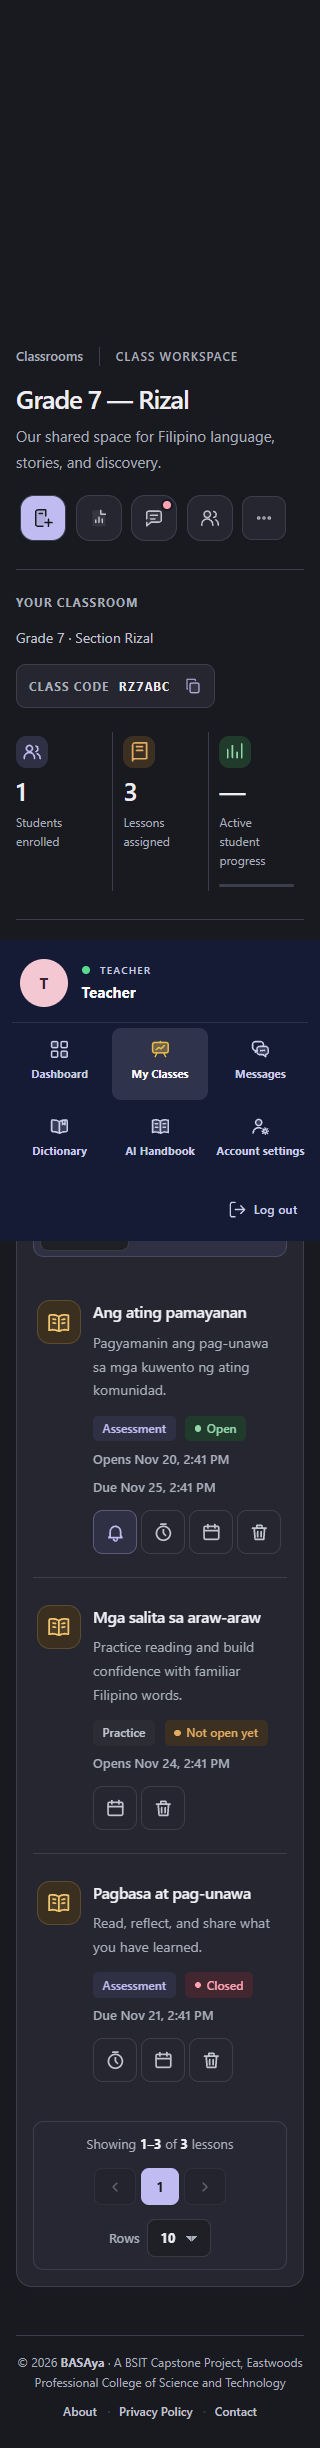 Classrooms
CLASS WORKSPACE
Grade 7 — Rizal
Our shared space for Filipino language,
stories, and discovery.
YOUR CLASSROOM
Grade 7 · Section Rizal
CLASS CODE RZ7ABC
1
Students
enrolled
3
Lessons
assigned
—
Active
student
progress
T
TEACHER
Teacher
Dashboard
My Classes
Messages
Dictionary
AI Handbook
Account settings
Log out
Ang ating pamayanan
Pagyamanin ang pag-unawa
sa mga kuwento ng ating
komunidad.
Assessment
Open
Opens Nov 20, 2:41 PM
Due Nov 25, 2:41 PM
Mga salita sa araw-araw
Practice reading and build
confidence with familiar
Filipino words.
Practice
Not open yet
Opens Nov 24, 2:41 PM
Pagbasa at pag-unawa
Read, reflect, and share what
you have learned.
Assessment
Closed
Due Nov 21, 2:41 PM
Showing 1–3 of 3 lessons
1
Rows 10
© 2026 BASAya · A BSIT Capstone Project, Eastwoods
Professional College of Science and Technology
About · Privacy Policy · Contact